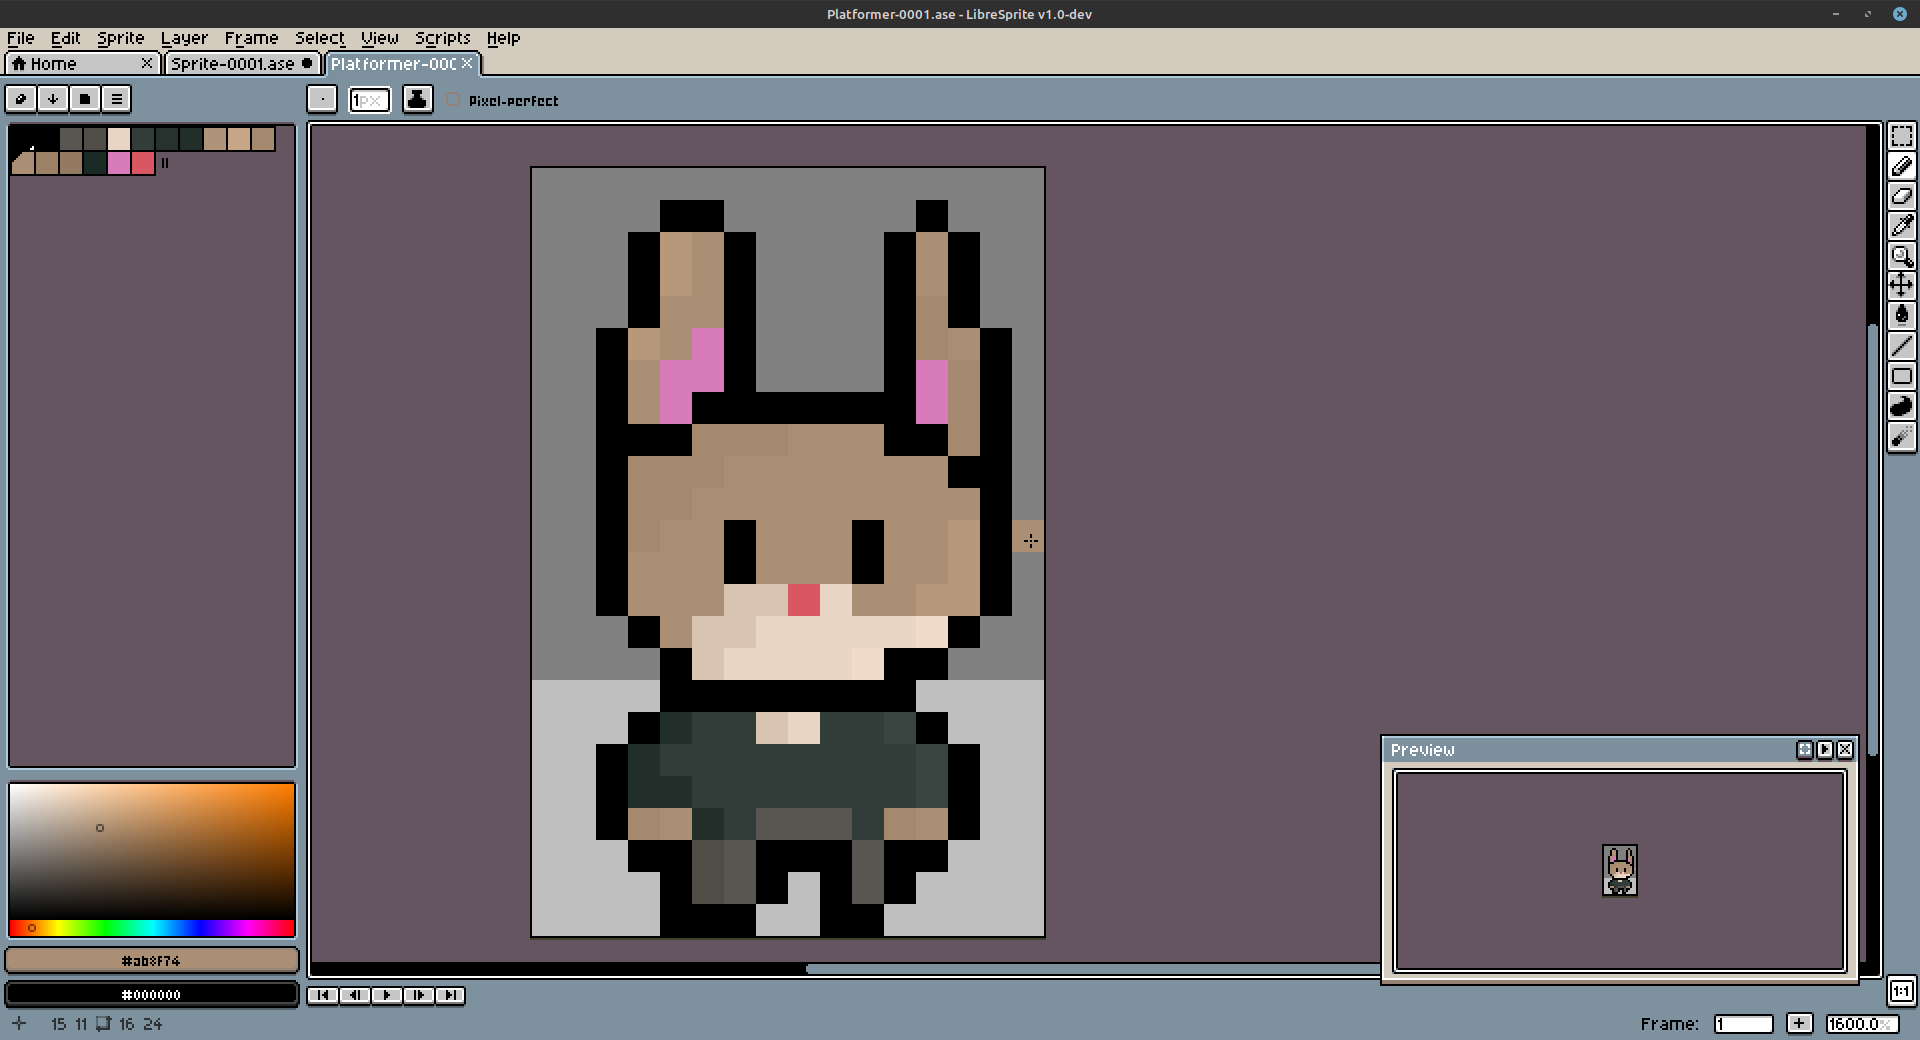 Platformer-0001.ase - LibreSprite v1.0-dev
File Edit Sprite Layer Frame Select View Scripts Help
Home Sprite-0001.ase Platformer-00
1px Pixel-perfect
Preview
#ab8f74
#000000
1:1
15 11 16 24
Frame: 1 1600.0%